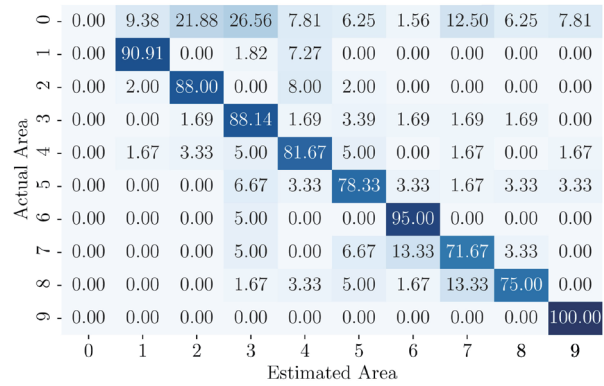 0 0.00 9.38 21.88 26.56 7.81 6.25 1.56 12.50 6.25 7.81
1 0.00 90.91 0.00 1.82 7.27 0.00 0.00 0.00 0.00 0.00
2 0.00 2.00 88.00 0.00 8.00 2.00 0.00 0.00 0.00 0.00
3 0.00 0.00 1.69 88.14 1.69 3.39 1.69 1.69 1.69 0.00
4 0.00 1.67 3.33 5.00 81.67 5.00 0.00 1.67 0.00 1.67
5 0.00 0.00 0.00 6.67 3.33 78.33 3.33 1.67 3.33 3.33
6 0.00 0.00 0.00 5.00 0.00 0.00 95.00 0.00 0.00 0.00
7 0.00 0.00 0.00 5.00 0.00 6.67 13.33 71.67 3.33 0.00
8 0.00 0.00 0.00 1.67 3.33 5.00 1.67 13.33 75.00 0.00
9 0.00 0.00 0.00 0.00 0.00 0.00 0.00 0.00 0.00 100.00
0 1 2 3 4 5 6 7 8 9
Estimated Area
Actual Area